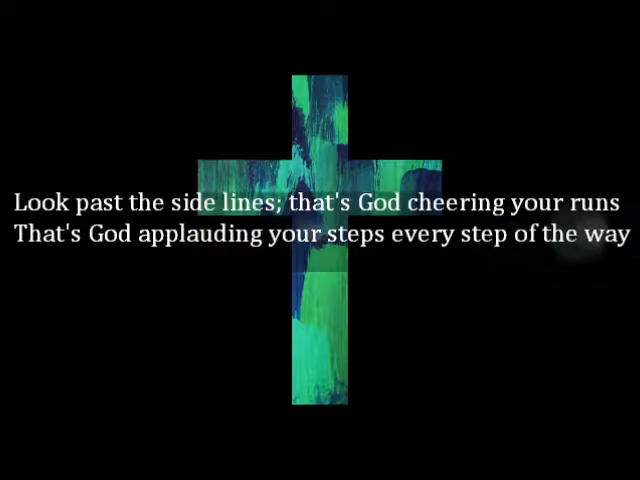 Look past the side lines; that's God cheering your runs
That's God applauding your steps every step of the way